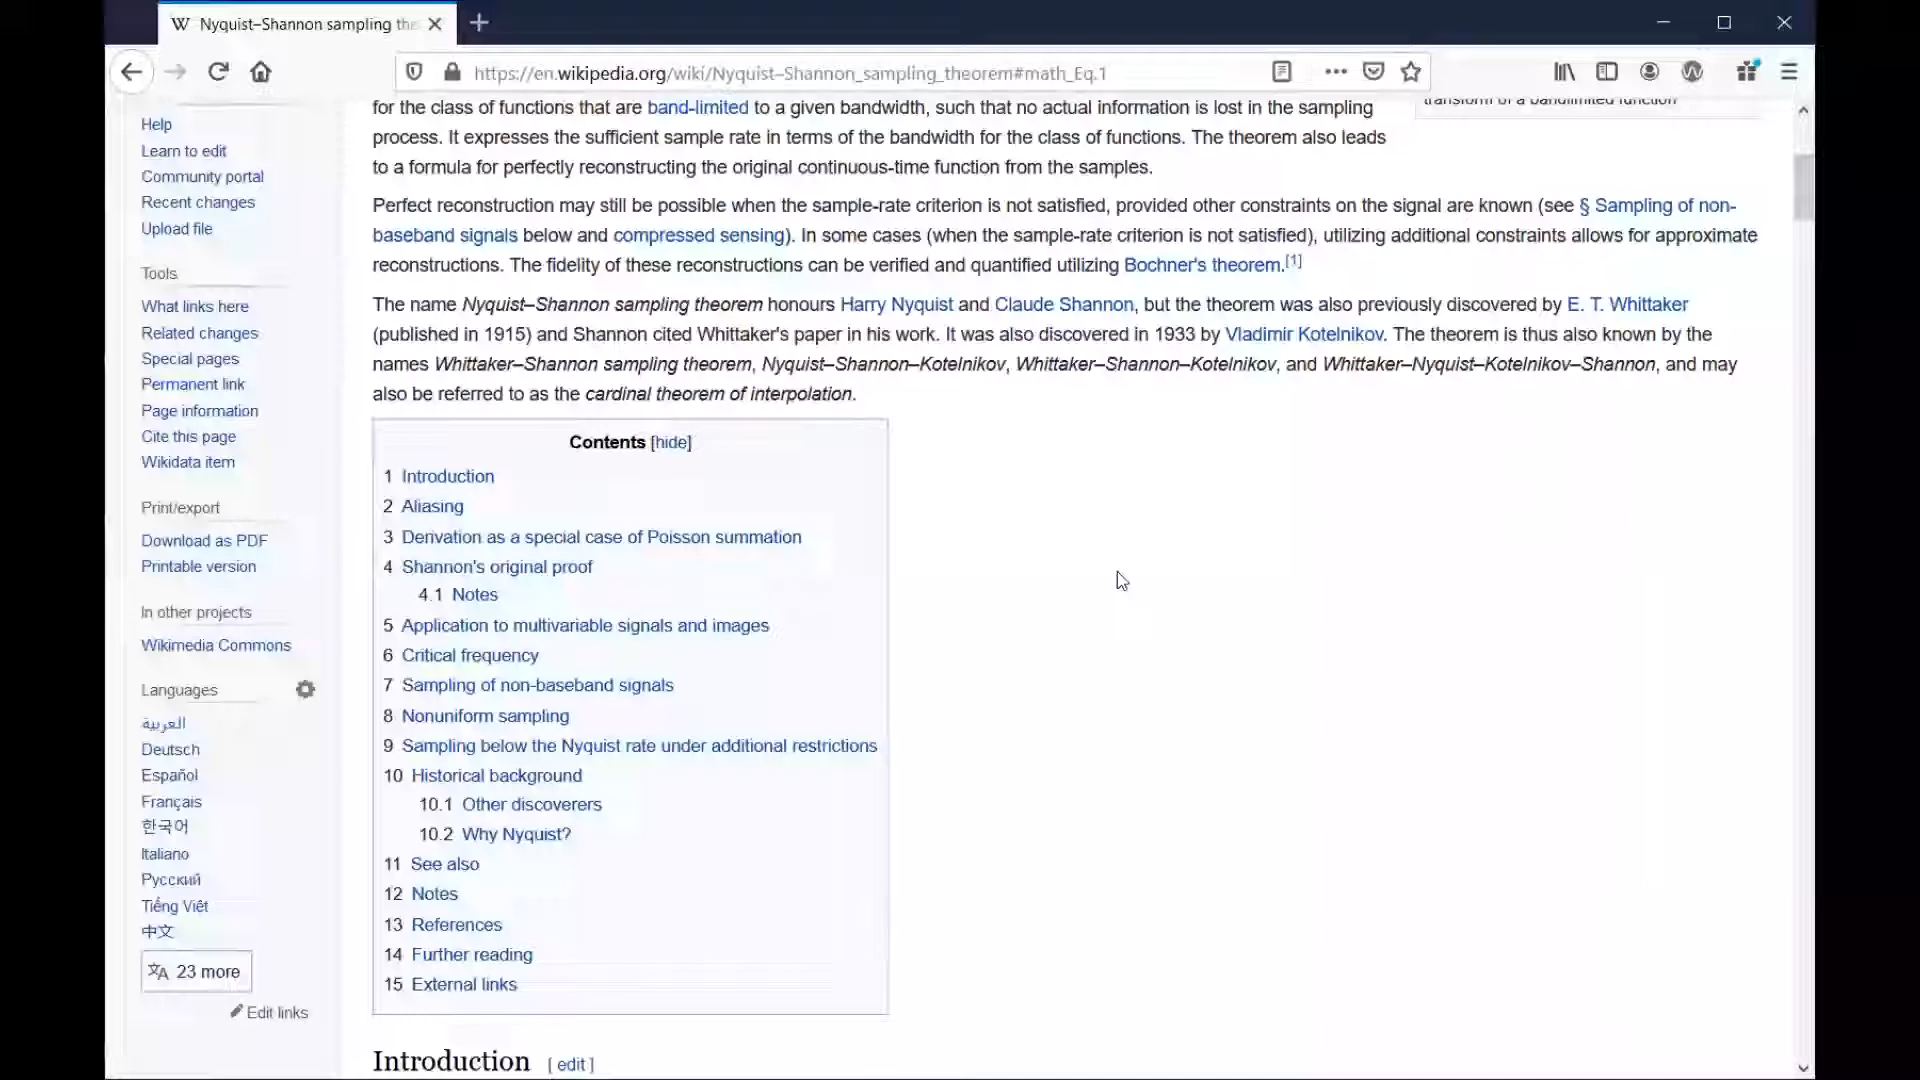 Nyquist–Shannon sampling the
https://en.wikipedia.org/wiki/Nyquist–Shannon_sampling_theorem#math_Eq.1
Help
Learn to edit
Community portal
Recent changes
Upload file
Tools
What links here
Related changes
Special pages
Permanent link
Page information
Cite this page
Wikidata item
Print/export
Download as PDF
Printable version
In other projects
Wikimedia Commons
Languages
العربية
Deutsch
Español
Français
한국어
Italiano
Русский
Tiếng Việt
中文
23 more
Edit links
transform of a bandlimited function
for the class of functions that are band-limited to a given bandwidth, such that no actual information is lost in the sampling
process. It expresses the sufficient sample rate in terms of the bandwidth for the class of functions. The theorem also leads
to a formula for perfectly reconstructing the original continuous-time function from the samples.
Perfect reconstruction may still be possible when the sample-rate criterion is not satisfied, provided other constraints on the signal are known (see § Sampling of non-
baseband signals below and compressed sensing). In some cases (when the sample-rate criterion is not satisfied), utilizing additional constraints allows for approximate
reconstructions. The fidelity of these reconstructions can be verified and quantified utilizing Bochner's theorem.[1]
The name Nyquist–Shannon sampling theorem honours Harry Nyquist and Claude Shannon, but the theorem was also previously discovered by E. T. Whittaker
(published in 1915) and Shannon cited Whittaker's paper in his work. It was also discovered in 1933 by Vladimir Kotelnikov. The theorem is thus also known by the
names Whittaker–Shannon sampling theorem, Nyquist–Shannon–Kotelnikov, Whittaker–Shannon–Kotelnikov, and Whittaker–Nyquist–Kotelnikov–Shannon, and may
also be referred to as the cardinal theorem of interpolation.
Contents [hide]
1 Introduction
2 Aliasing
3 Derivation as a special case of Poisson summation
4 Shannon's original proof
4.1 Notes
5 Application to multivariable signals and images
6 Critical frequency
7 Sampling of non-baseband signals
8 Nonuniform sampling
9 Sampling below the Nyquist rate under additional restrictions
10 Historical background
10.1 Other discoverers
10.2 Why Nyquist?
11 See also
12 Notes
13 References
14 Further reading
15 External links
Introduction [ edit ]